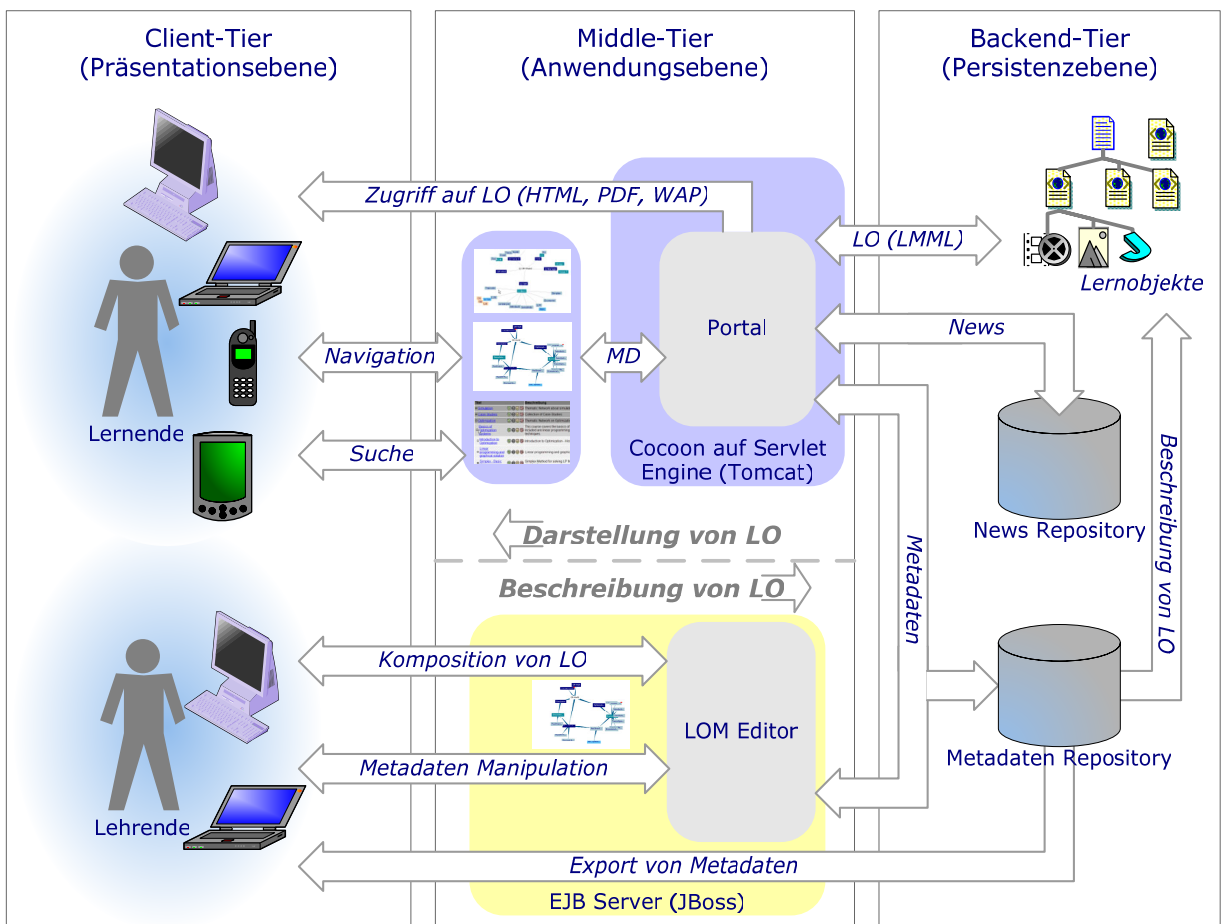 Client-Tier
(Präsentationsebene)
Middle-Tier
(Anwendungsebene)
Backend-Tier
(Persistenzebene)
Zugriff auf LO (HTML, PDF, WAP)
LO (LMML)
Lernobjekte
Portal
News
Navigation
MD
Lernende
Suche
Cocoon auf Servlet
Engine (Tomcat)
News Repository
Beschreibung von LO
Darstellung von LO
Beschreibung von LO
Metadaten
Komposition von LO
LOM Editor
Metadaten Manipulation
Metadaten Repository
Lehrende
Export von Metadaten
EJB Server (JBoss)